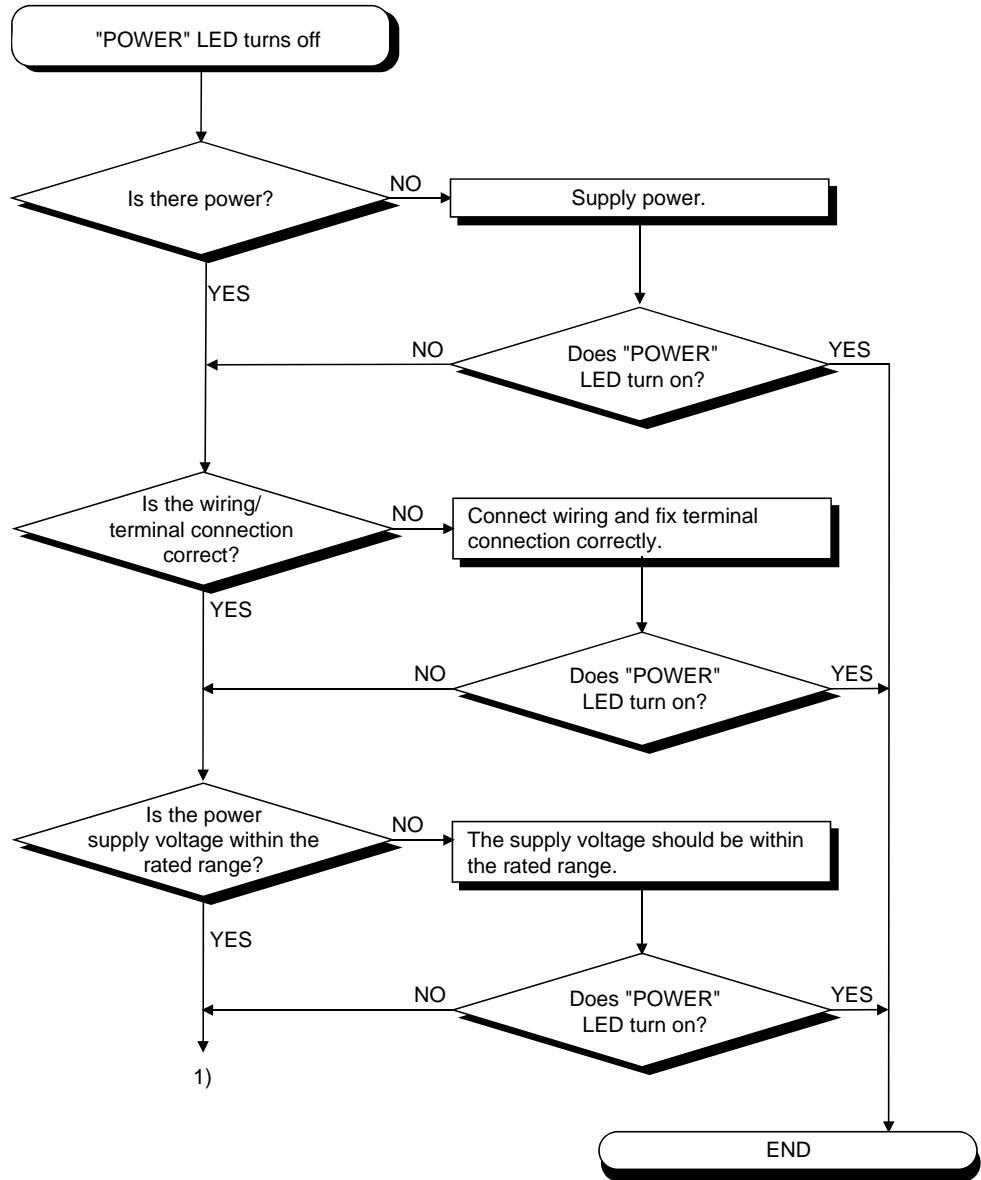 "POWER" LED turns off
Is there power?
NO
Supply power.
YES
NO
Does "POWER"
LED turn on?
YES
Is the wiring/
terminal connection
correct?
NO
Connect wiring and fix terminal
connection correctly.
YES
NO
Does "POWER"
LED turn on?
YES
Is the power
supply voltage within the
rated range?
NO
The supply voltage should be within
the rated range.
YES
NO
Does "POWER"
LED turn on?
YES
1)
END